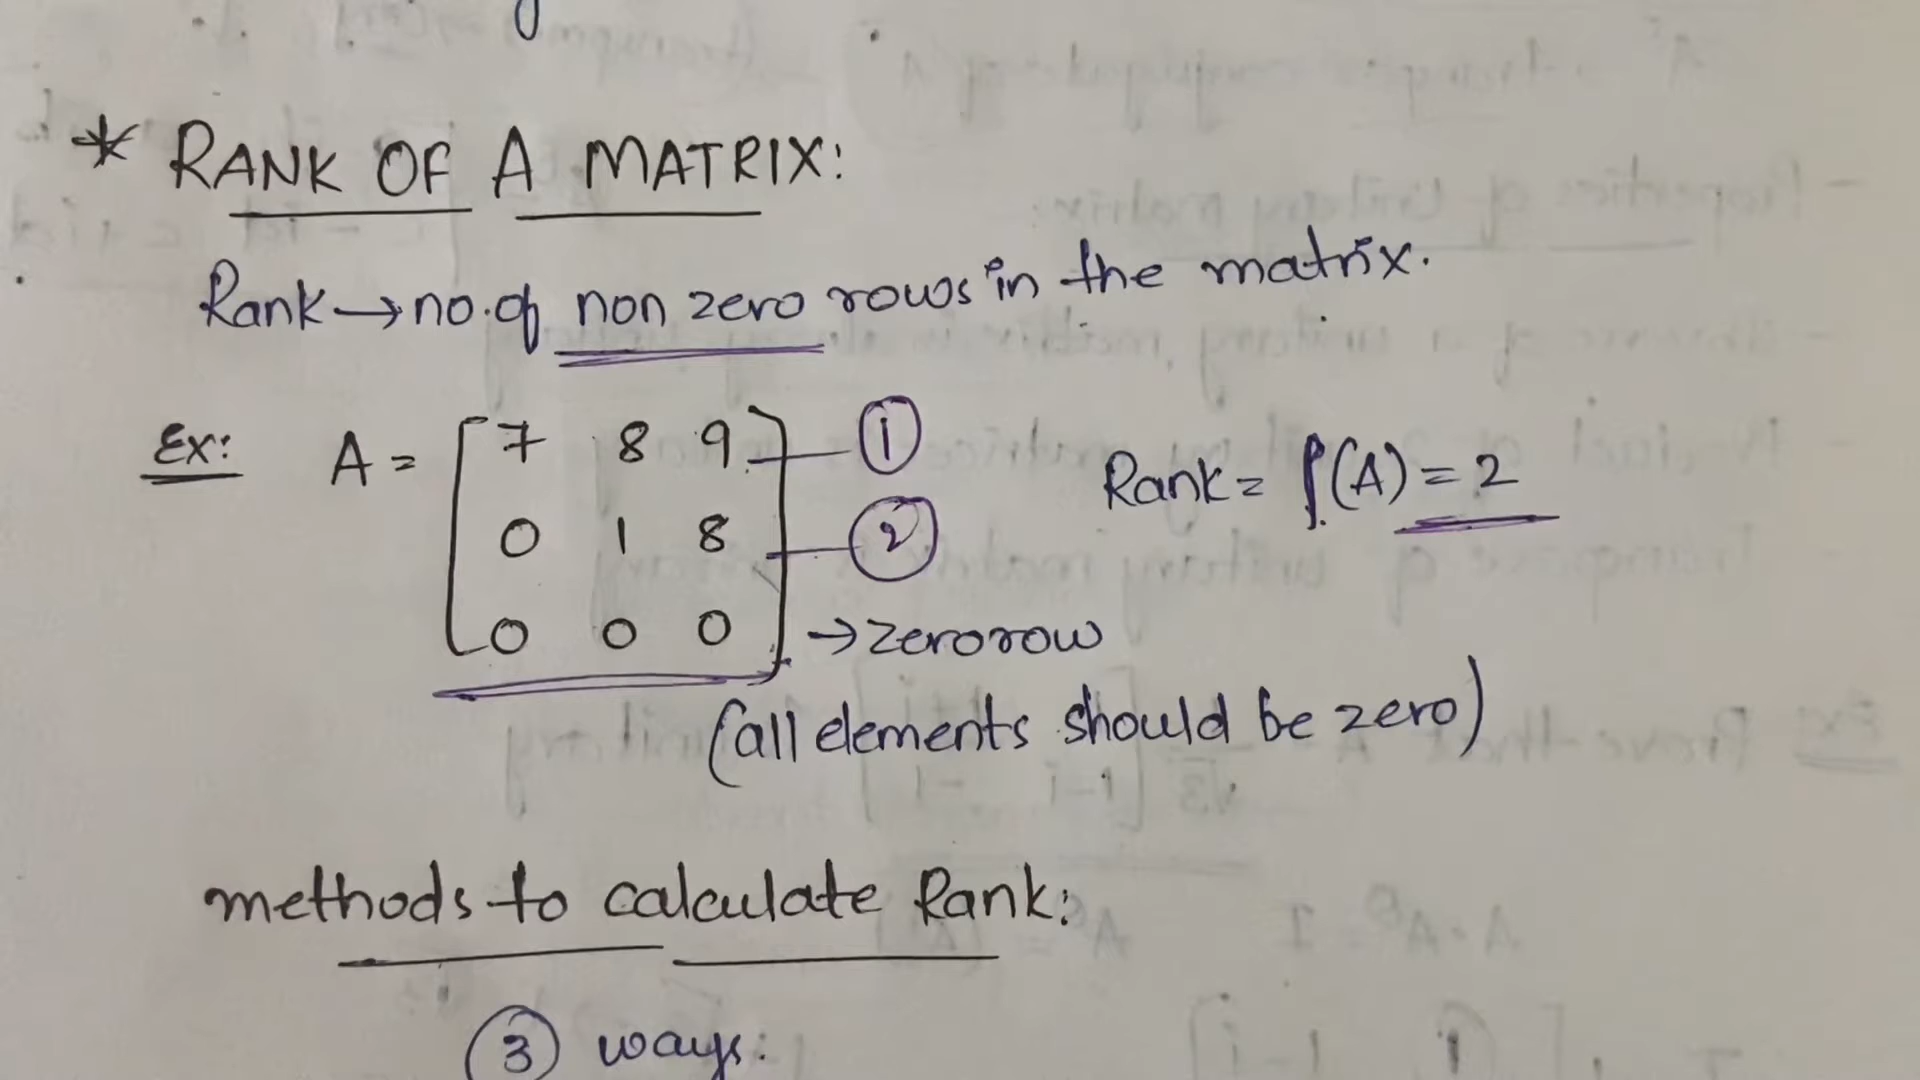 * RANK OF A MATRIX:
Rank → no. of non zero rows in the matrix.
Ex: A = [ 7 8 9 ] — ① Rank = ρ(A) = 2
0 1 8 — ②
0 0 0 → zero row
(all elements should be zero)
methods to calculate Rank:
③ ways: